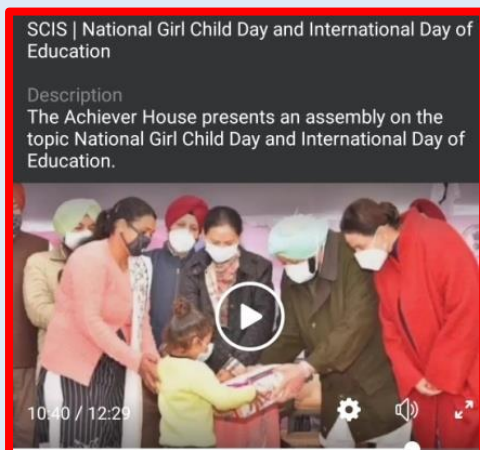 SCIS | National Girl Child Day and International Day of
Education
Description
The Achiever House presents an assembly on the
topic National Girl Child Day and International Day of
Education.
10:40 / 12:29